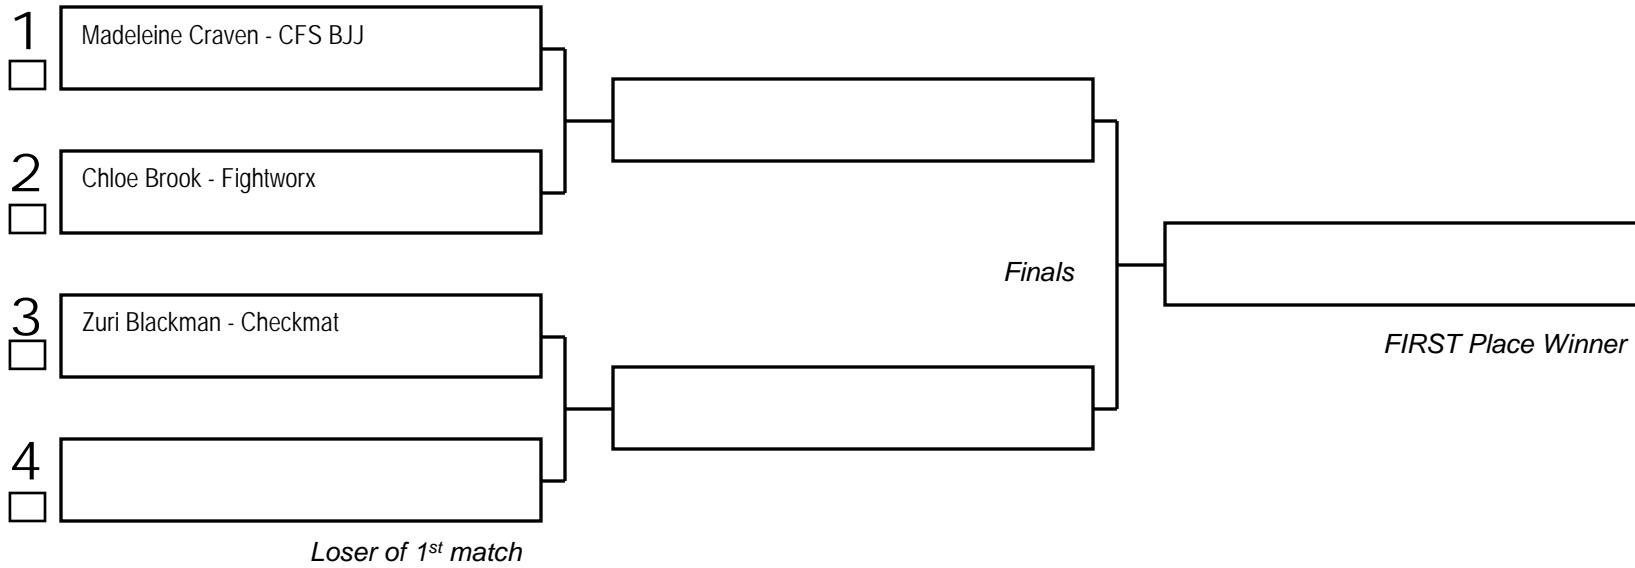 1
Madeleine Craven - CFS BJJ
2
Chloe Brook - Fightworx
Finals
3
Zuri Blackman - Checkmat
FIRST Place Winner
4
Loser of 1st match